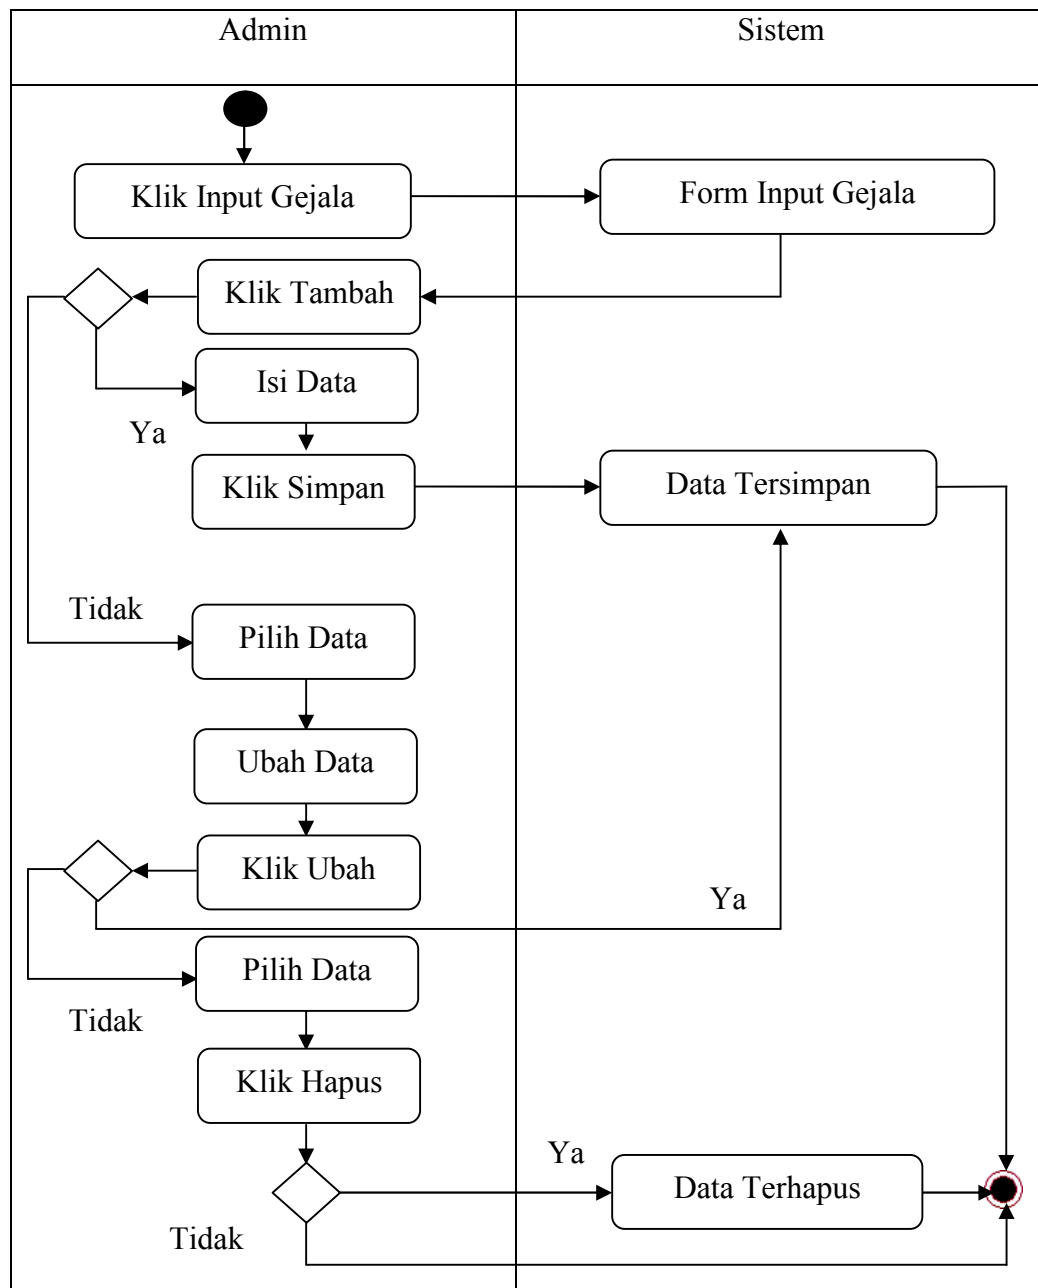 Admin
Sistem
Klik Input Gejala
Form Input Gejala
Klik Tambah
Isi Data
Ya
Klik Simpan
Data Tersimpan
Tidak
Pilih Data
Ubah Data
Klik Ubah
Ya
Pilih Data
Tidak
Klik Hapus
Ya
Data Terhapus
Tidak